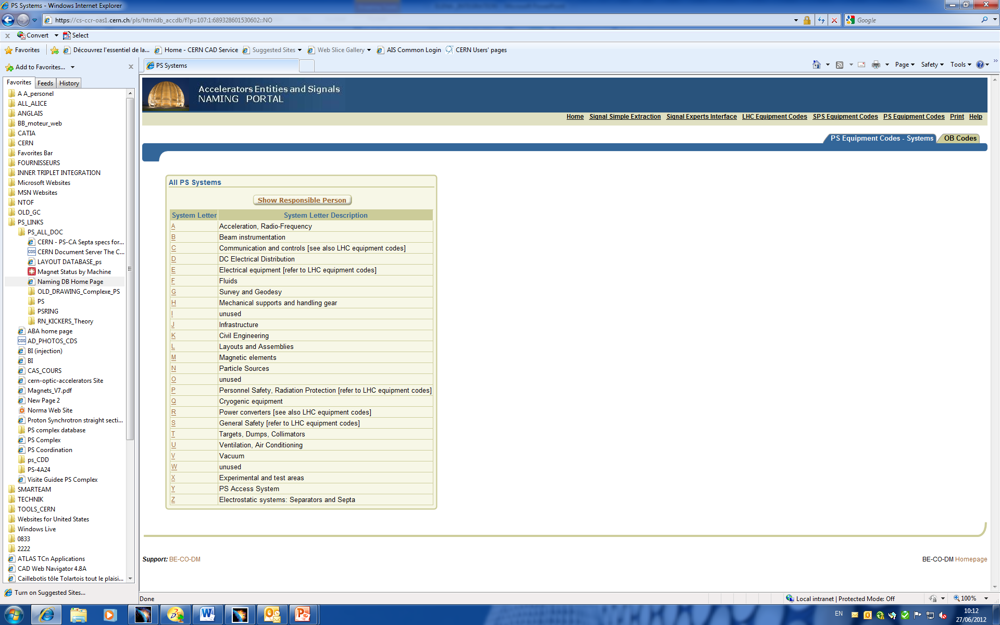 PS Systems - Windows Internet Explorer
https://cs-ccr-oas1.cern.ch/pls/htmldb_accdb/f?p=107:1:689328601530602::NO
Google
x Convert Select
Favorites Découvrez l'essentiel de la... Home - CERN CAD Service Suggested Sites Web Slice Gallery AIS Common Login CERN Users' pages
Add to Favorites... x
PS Systems
Page Safety Tools
Favorites Feeds History
A A_personel
ALL_ALICE
ANGLAIS
BB_moteur_web
CATIA
CERN
Favorites Bar
FOURNISSEURS
INNER TRIPLET INTEGRATION
Microsoft Websites
MSN Websites
NTOF
OLD_GC
PS_LINKS
PS_ALL_DOC
CERN - PS-CA Septa specs for...
CERN Document Server The C...
LAYOUT DATABASE_ps
Magnet Status by Machine
Naming DB Home Page
OLD_DRAWING_Complexe_PS
PS
PSRING
RN_KICKERS_Theory
ABA home page
AD_PHOTOS_CDS
BI (injection)
BI
CAS_COURS
cern-optic-accelerators Site
Magnets_V7.pdf
New Page 2
Norma Web Site
Proton Synchrotron straight secti...
PS complex database
PS Complex
PS Coordination
ps_CDD
PS-4A24
Visite Guidee PS Complex
SMARTEAM
TECHNIK
TOOLS_CERN
Websites for United States
Windows Live
0833
2222
ATLAS TCn Applications
CAD Web Navigator 4.8A
Caillebotis tôle Tolartois tout le plaisi...
Turn on Suggested Sites...
Accelerators Entities and Signals
NAMING PORTAL
Home Signal Simple Extraction Signal Experts Interface LHC Equipment Codes SPS Equipment Codes PS Equipment Codes Print Help
PS Equipment Codes - Systems OB Codes
All PS Systems
Show Responsible Person
System Letter System Letter Description
A Acceleration, Radio-Frequency
B Beam instrumentation
C Communication and controls [see also LHC equipment codes]
D DC Electrical Distribution
E Electrical equipment [refer to LHC equipment codes]
F Fluids
G Survey and Geodesy
H Mechanical supports and handling gear
I unused
J Infrastructure
K Civil Engineering
L Layouts and Assemblies
M Magnetic elements
N Particle Sources
O unused
P Personnel Safety, Radiation Protection [refer to LHC equipment codes]
Q Cryogenic equipment
R Power converters [see also LHC equipment codes]
S General Safety [refer to LHC equipment codes]
T Targets, Dumps, Collimators
U Ventilation, Air Conditioning
V Vacuum
W unused
X Experimental and test areas
Y PS Access System
Z Electrostatic systems: Separators and Septa
Support: BE-CO-DM
BE-CO-DM Homepage
Done
Local intranet | Protected Mode: Off
100%
EN
10:12
27/06/2012